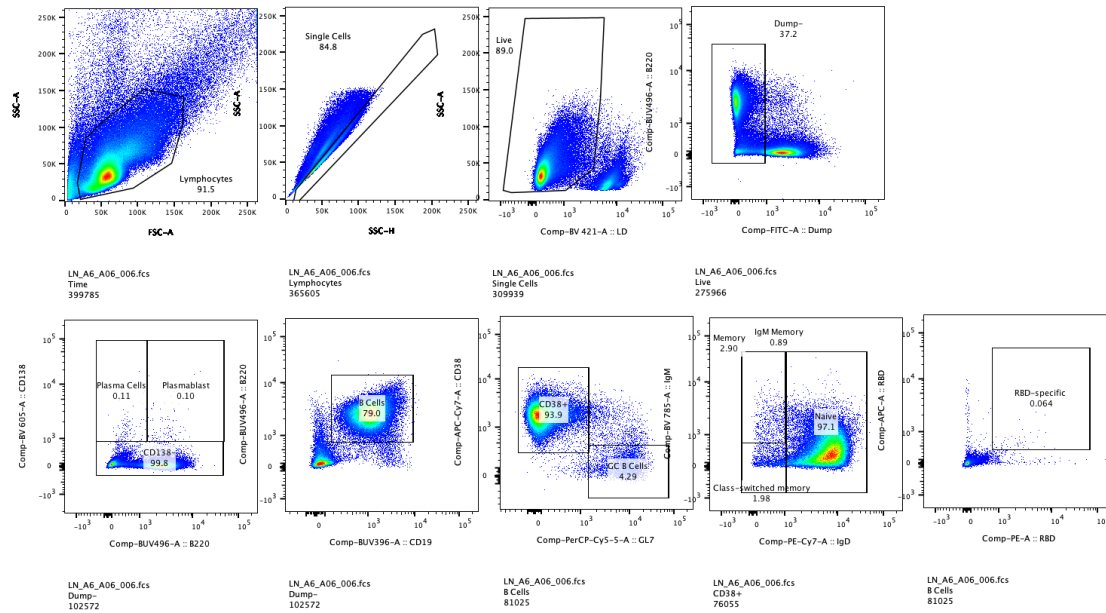 250K
200K
150K
100K
50K
0
SSC-A
Lymphocytes
91.5
0 50K 100K 150K 200K 250K
FSC-A
LN_A6_A06_006.fcs
Time
399785
250K
200K
150K
100K
50K
0
SSC-A
Single Cells
84.8
0 50K 100K 150K 200K 250K
SSC-H
LN_A6_A06_006.fcs
Lymphocytes
365605
250K
200K
150K
100K
50K
0
SSC-A
Live
89.0
-10³ 0 10³ 10⁴ 10⁵
Comp-BV 421-A :: LD
LN_A6_A06_006.fcs
Single Cells
309939
10⁵
10⁴
10³
0
-10³
Comp-BUV496-A :: B220
Dump-
37.2
-10³ 0 10³ 10⁴ 10⁵
Comp-FITC-A :: Dump
LN_A6_A06_006.fcs
Live
275966
10⁵
10⁴
10³
0
-10³
Comp-BV 605-A :: CD138
Plasma Cells
0.11
Plasmablast
0.10
CD138-
99.8
0 10³ 10⁴ 10⁵
Comp-BUV496-A :: B220
LN_A6_A06_006.fcs
Dump-
102572
10⁵
10⁴
10³
0
-10³
Comp-BUV496-A :: B220
B Cells
79.0
0 10³ 10⁴ 10⁵
Comp-BUV396-A :: CD19
LN_A6_A06_006.fcs
Dump-
102572
10⁵
10⁴
10³
0
-10³
Comp-APC-Cy7-A :: CD38
CD38+
93.9
GC B Cells
4.29
0 10³ 10⁴ 10⁵
Comp-PerCP-Cy5-5-A :: GL7
LN_A6_A06_006.fcs
B Cells
81025
10⁵
10⁴
10³
0
-10³
Comp-BV 785-A :: IgM
Memory
2.90
IgM Memory
0.89
Naive
97.1
Class-switched memory
1.98
-10³ 0 10³ 10⁴ 10⁵
Comp-PE-Cy7-A :: IgD
LN_A6_A06_006.fcs
CD38+
76055
10⁵
10⁴
10³
0
-10³
Comp-APC-A :: RBD
RBD-specific
0.064
0 10³ 10⁴ 10⁵
Comp-PE-A :: RBD
LN_A6_A06_006.fcs
B Cells
81025